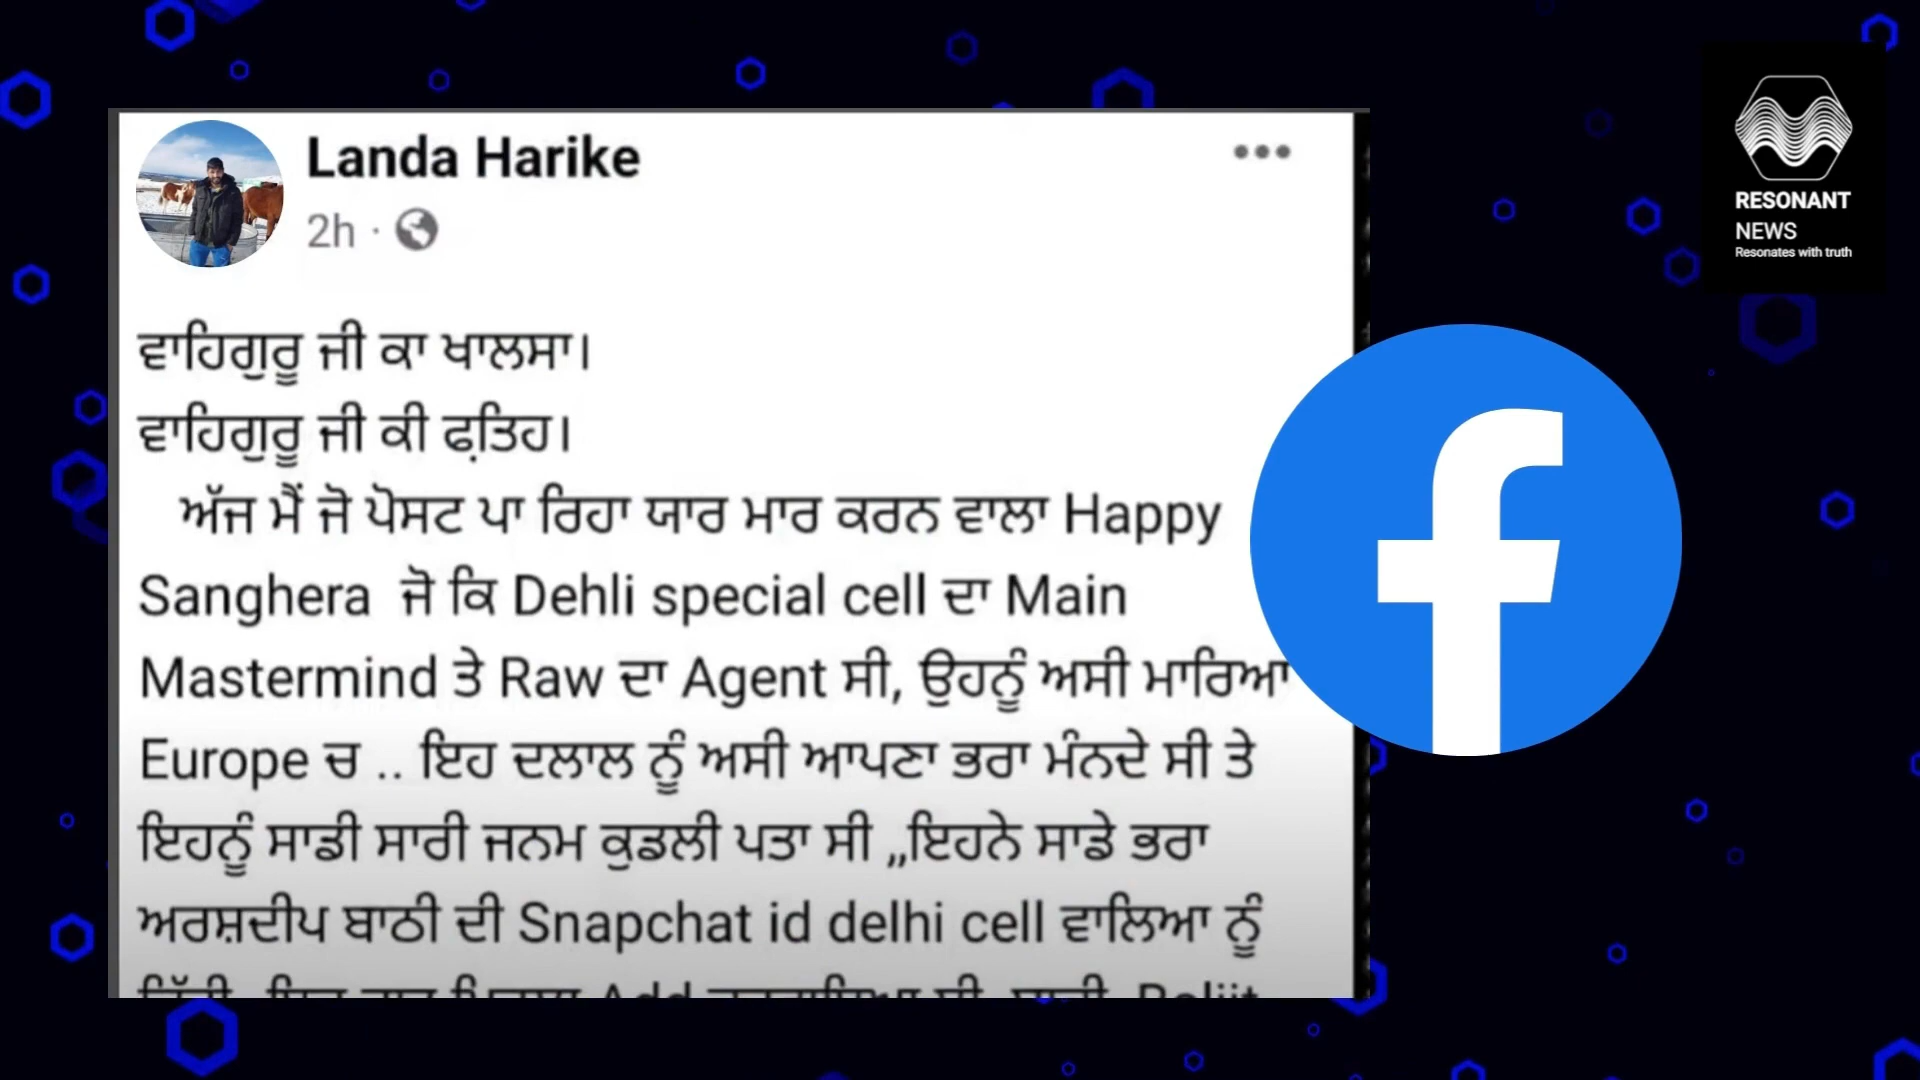 Landa Harike
2h ·
ਵਾਹਿਗੁਰੂ ਜੀ ਕਾ ਖਾਲਸਾ।
ਵਾਹਿਗੁਰੂ ਜੀ ਕੀ ਫਤਿਹ਼।
ਅੱਜ ਮੈਂ ਜੋ ਪੋਸਟ ਪਾ ਰਿਹਾ ਯਾਰ ਮਾਰ ਕਰਨ ਵਾਲਾ Happy
Sanghera ਜੋ ਕਿ Dehli special cell ਦਾ Main
Mastermind ਤੇ Raw ਦਾ Agent ਸੀ, ਉਹਨੂੰ ਅਸੀ ਮਾਰਿਆ
Europe ਚ .. ਇਹ ਦਲਾਲ ਨੂੰ ਅਸੀ ਆਪਣਾ ਭਰਾ ਮੰਨਦੇ ਸੀ ਤੇ
ਇਹਨੂੰ ਸਾਡੀ ਸਾਰੀ ਜਨਮ ਕੁਡਲੀ ਪਤਾ ਸੀ ,,ਇਹਨੇ ਸਾਡੇ ਭਰਾ
ਅਰਸ਼ਦੀਪ ਬਾਠੀ ਦੀ Snapchat id delhi cell ਵਾਲਿਆ ਨੂੰ
RESONANT
NEWS
Resonates with truth